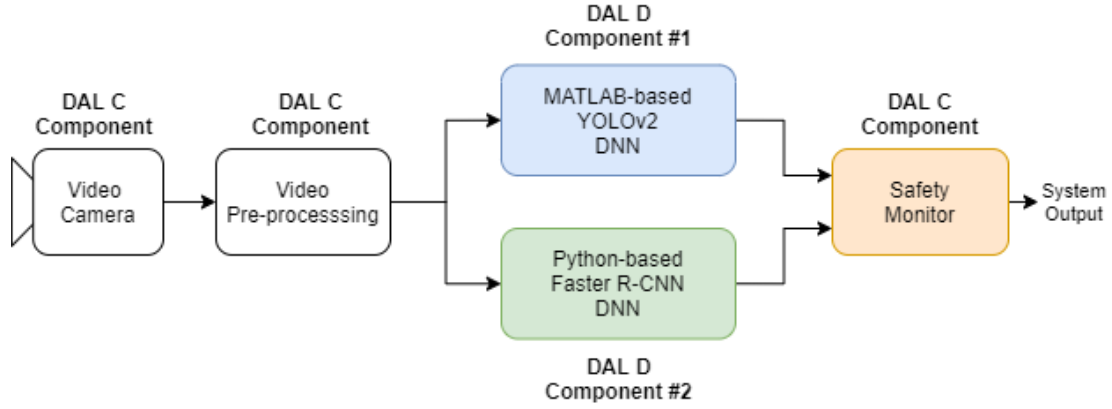 DAL D
Component #1
DAL C
Component
DAL C
Component
MATLAB-based
YOLOv2
DNN
DAL C
Component
Video
Camera
Video
Pre-processsing
Safety
Monitor
System
Output
Python-based
Faster R-CNN
DNN
DAL D
Component #2